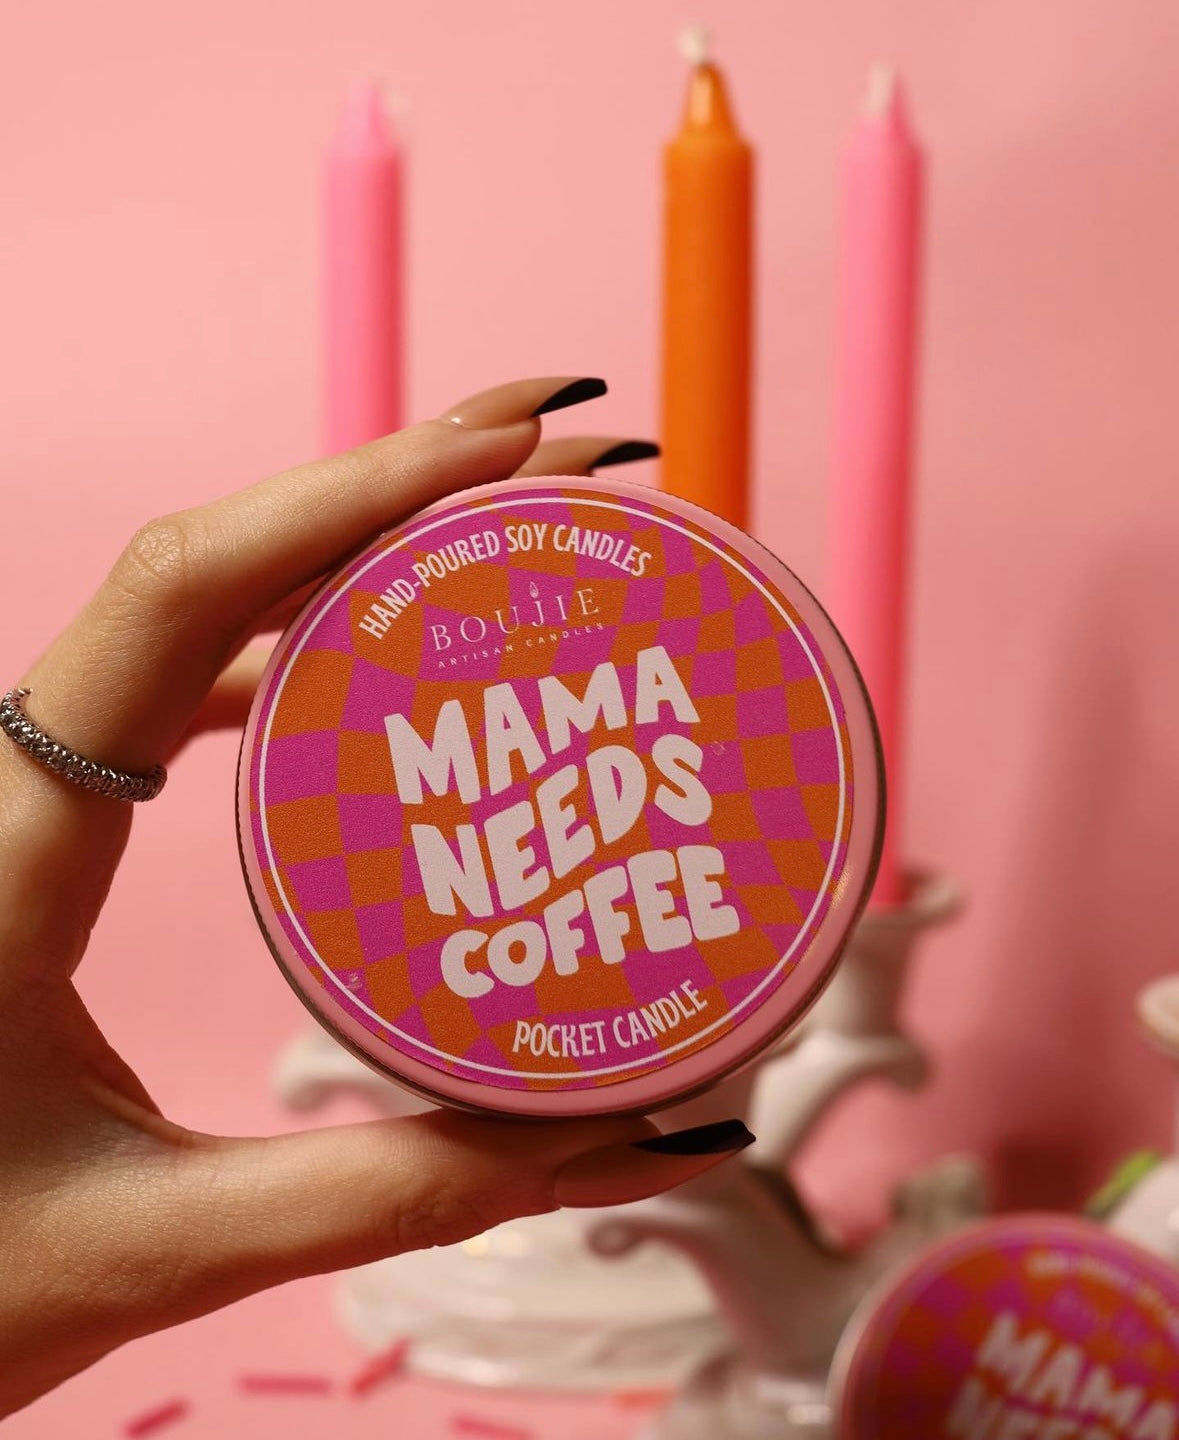 HAND-POURED SOY CANDLES
BOUJIE
ARTISAN CANDLES
MAMA
NEEDS
COFFEE
POCKET CANDLE
MAMA
NEEDS